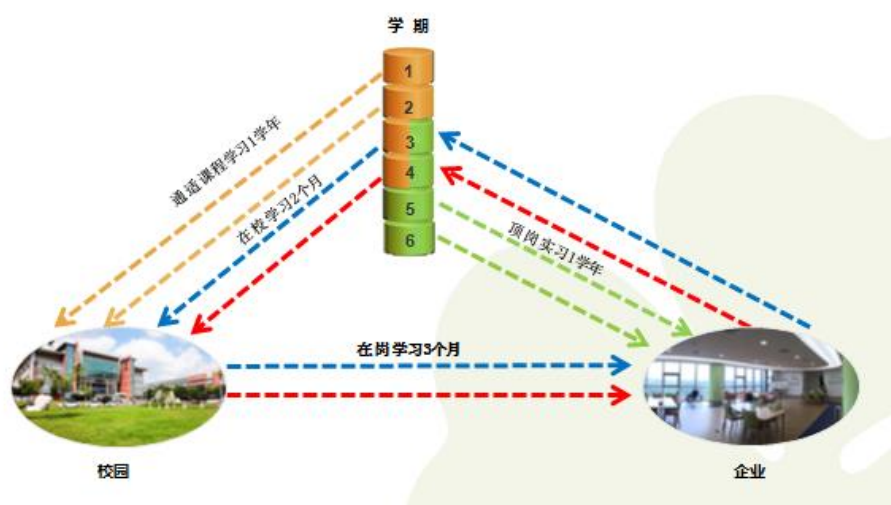 学 期
1
2
3
4
5
6
通适课程学习1学年
在校学习2个月
顶岗实习1学年
在岗学习3个月
校园
企业